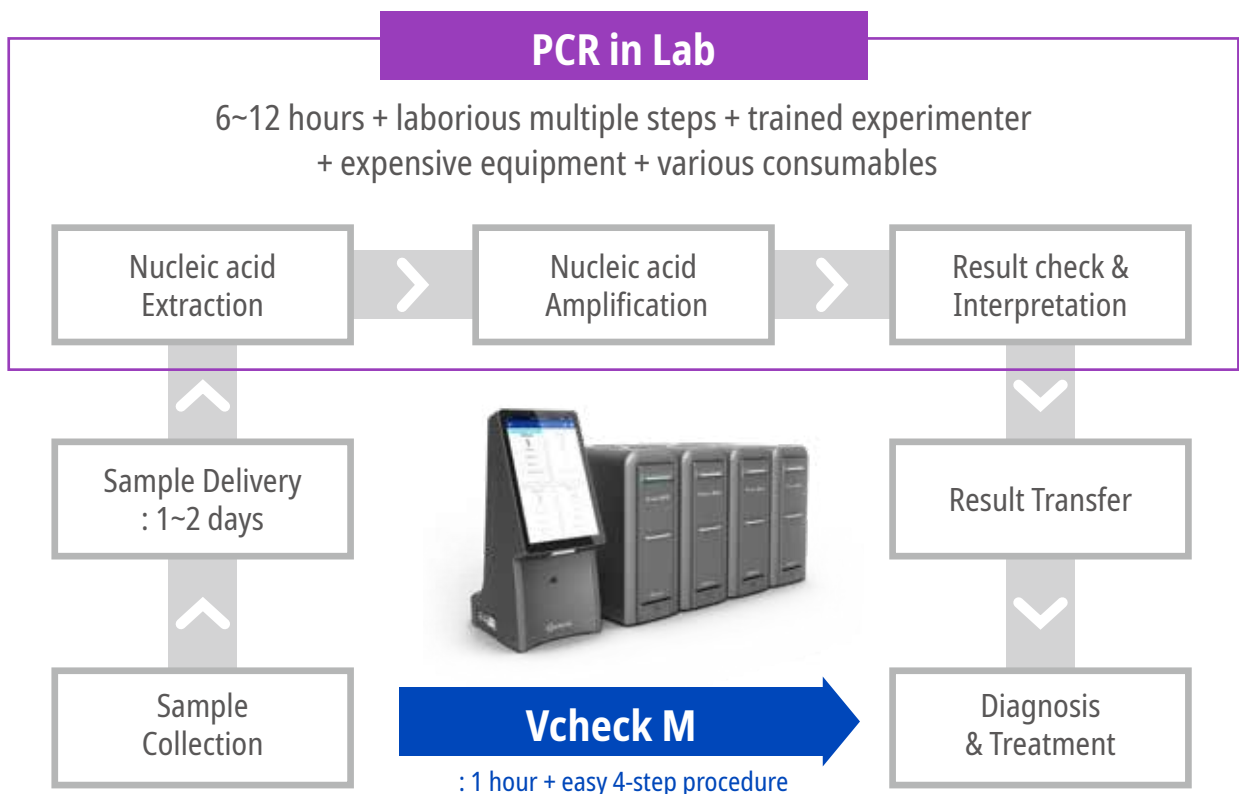 PCR in Lab
6~12 hours + laborious multiple steps + trained experimenter
+ expensive equipment + various consumables
Nucleic acid
Extraction
Nucleic acid
Amplification
Result check &
Interpretation
Sample Delivery
: 1~2 days
Result Transfer
Sample
Collection
Vcheck M
: 1 hour + easy 4-step procedure
Diagnosis
& Treatment